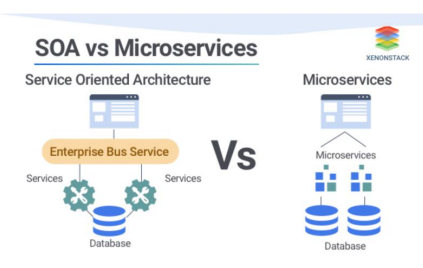 SOA vs Microservices
XENONSTACK
Service Oriented Architecture
Microservices
Enterprise Bus Service
Vs
Services
Services
Microservices
Database
Database